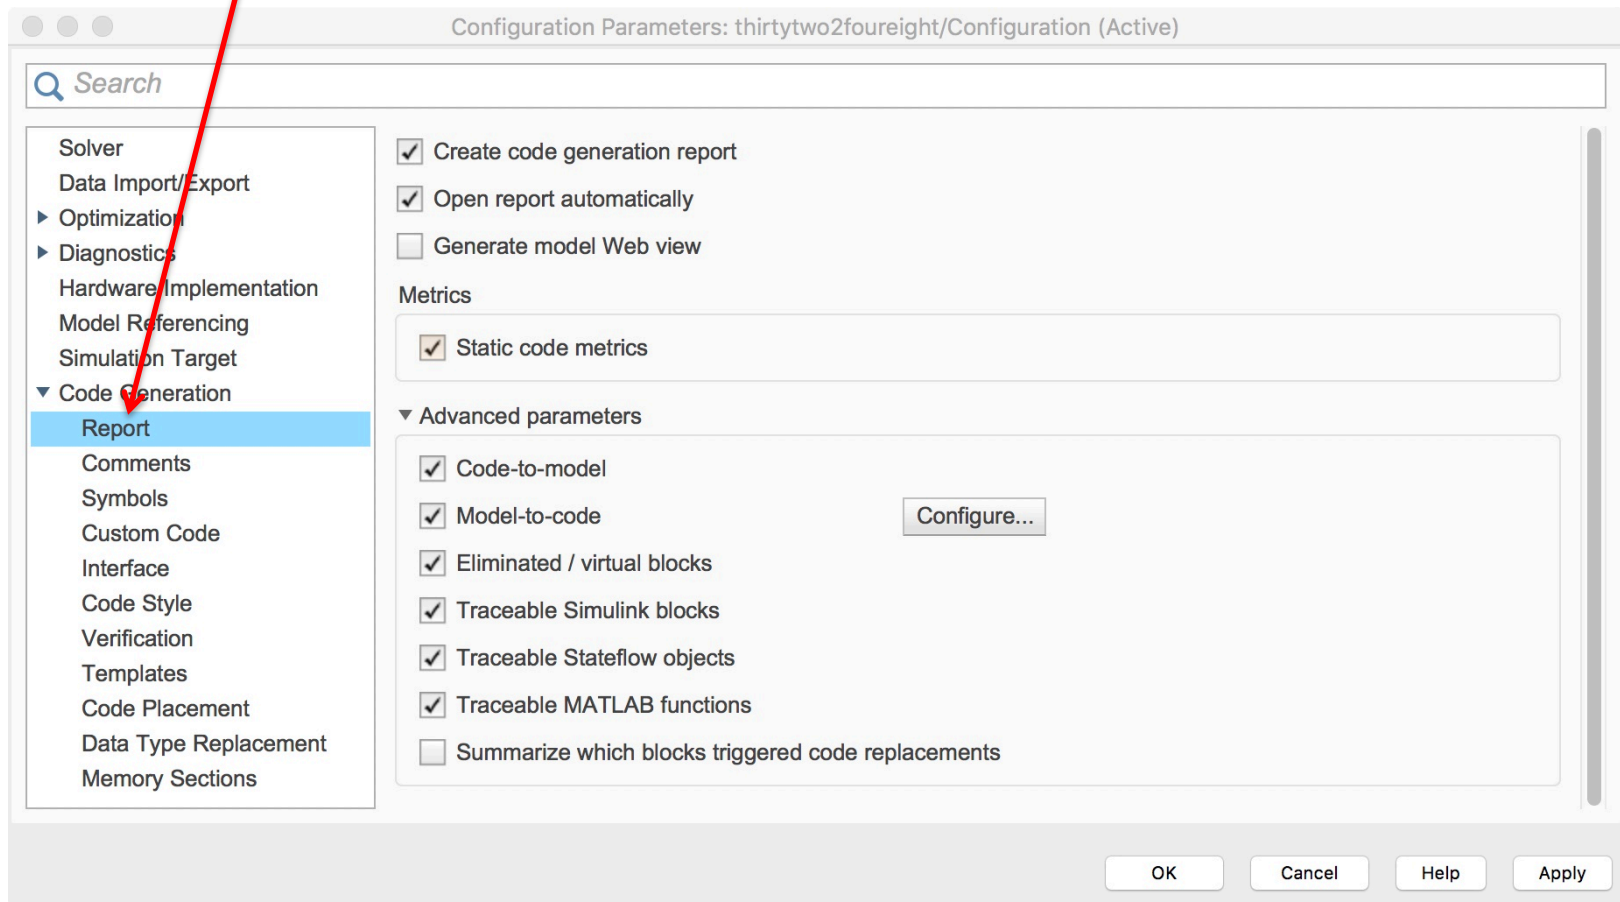 Configuration Parameters: thirtytwo2foureight/Configuration (Active)
Search
Solver
Data Import/Export
Optimization
Diagnostics
Hardware Implementation
Model Referencing
Simulation Target
Code Generation
Report
Comments
Symbols
Custom Code
Interface
Code Style
Verification
Templates
Code Placement
Data Type Replacement
Memory Sections
Create code generation report
Open report automatically
Generate model Web view
Metrics
Static code metrics
Advanced parameters
Code-to-model
Model-to-code Configure...
Eliminated / virtual blocks
Traceable Simulink blocks
Traceable Stateflow objects
Traceable MATLAB functions
Summarize which blocks triggered code replacements
OK Cancel Help Apply